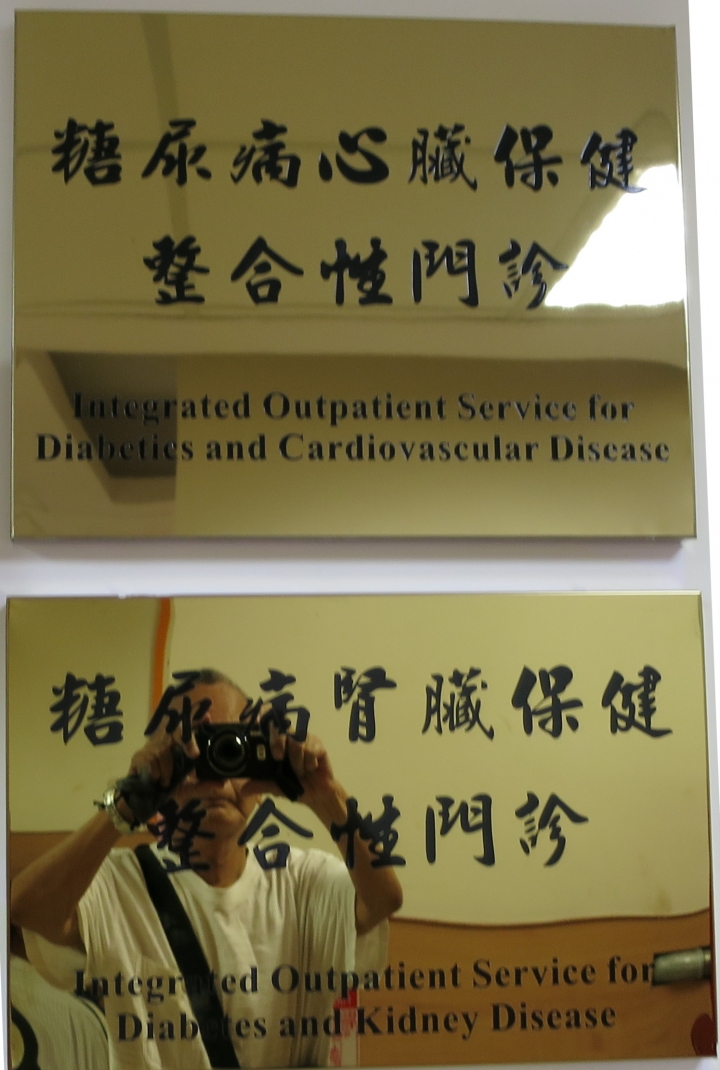 糖尿病心臟保健
整合性門診
Integrated Outpatient Service for
Diabetics and Cardiovascular Disease
糖尿病腎臟保健
整合性門診
Integrated Outpatient Service for
Diabetes and Kidney Disease